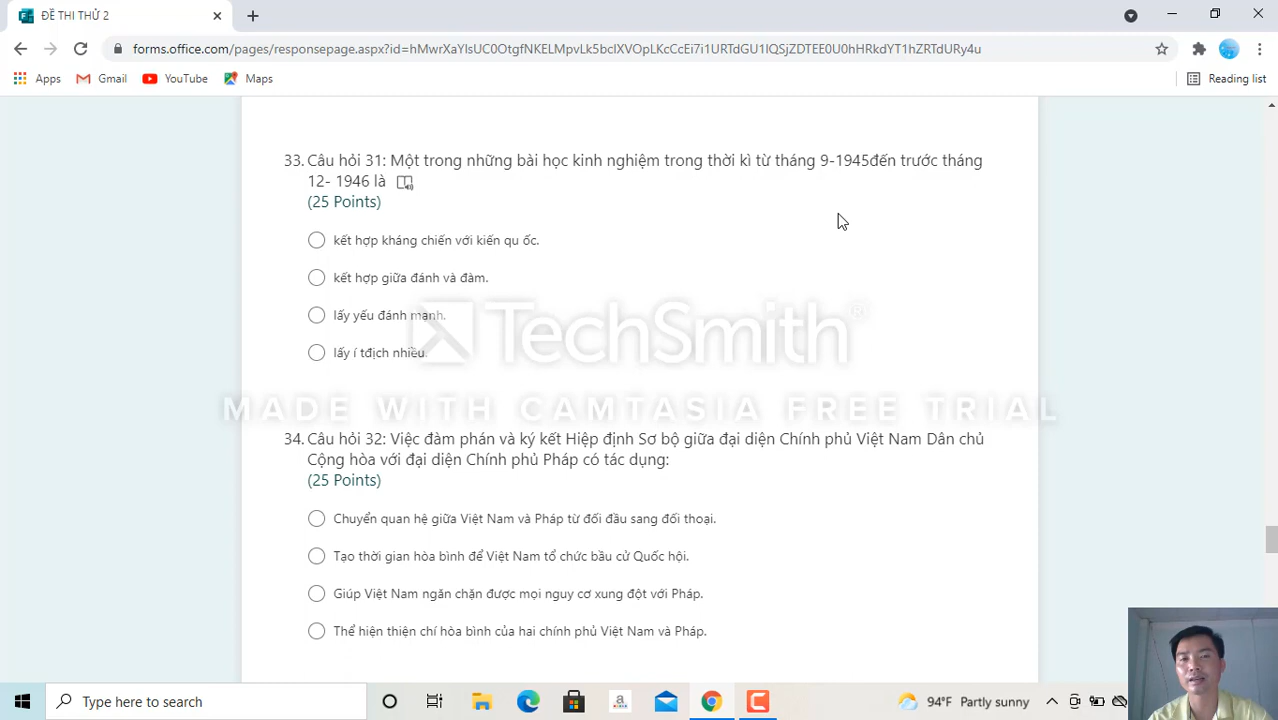 ĐỀ THI THỬ 2
forms.office.com/pages/responsepage.aspx?id=hMwrXaYlsUC0OtgfNKELMpvLk5bcIXVOpLKcCcEi7i1URTdGU1lQSjZDTEE0U0hHRkdYT1hZRTdURy4u
Apps Gmail YouTube Maps Reading list
33. Câu hỏi 31: Một trong những bài học kinh nghiệm trong thời kì từ tháng 9-1945đến trước tháng
12- 1946 là
(25 Points)
kết hợp kháng chiến với kiến qu ốc.
kết hợp giữa đánh và đàm.
lấy yếu đánh mạnh.
lấy í tđịch nhiều.
TechSmith®
MADE WITH CAMTASIA FREE TRIAL
34. Câu hỏi 32: Việc đàm phán và ký kết Hiệp định Sơ bộ giữa đại diện Chính phủ Việt Nam Dân chủ
Cộng hòa với đại diện Chính phủ Pháp có tác dụng:
(25 Points)
Chuyển quan hệ giữa Việt Nam và Pháp từ đối đầu sang đối thoại.
Tạo thời gian hòa bình để Việt Nam tổ chức bầu cử Quốc hội.
Giúp Việt Nam ngăn chặn được mọi nguy cơ xung đột với Pháp.
Thể hiện thiện chí hòa bình của hai chính phủ Việt Nam và Pháp.
Type here to search
a
94°F Partly sunny